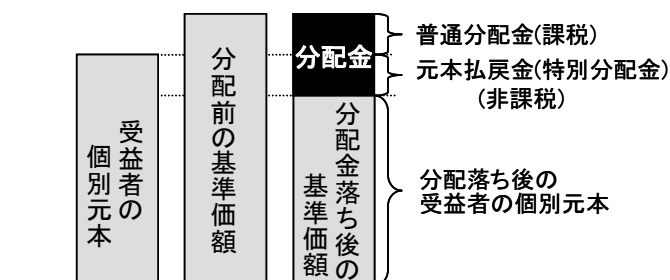 受益者の
個別元本
分配前の基準価額
分配金
分配金落ち後の
基準価額
普通分配金(課税)
元本払戻金(特別分配金)
(非課税)
分配落ち後の
受益者の個別元本